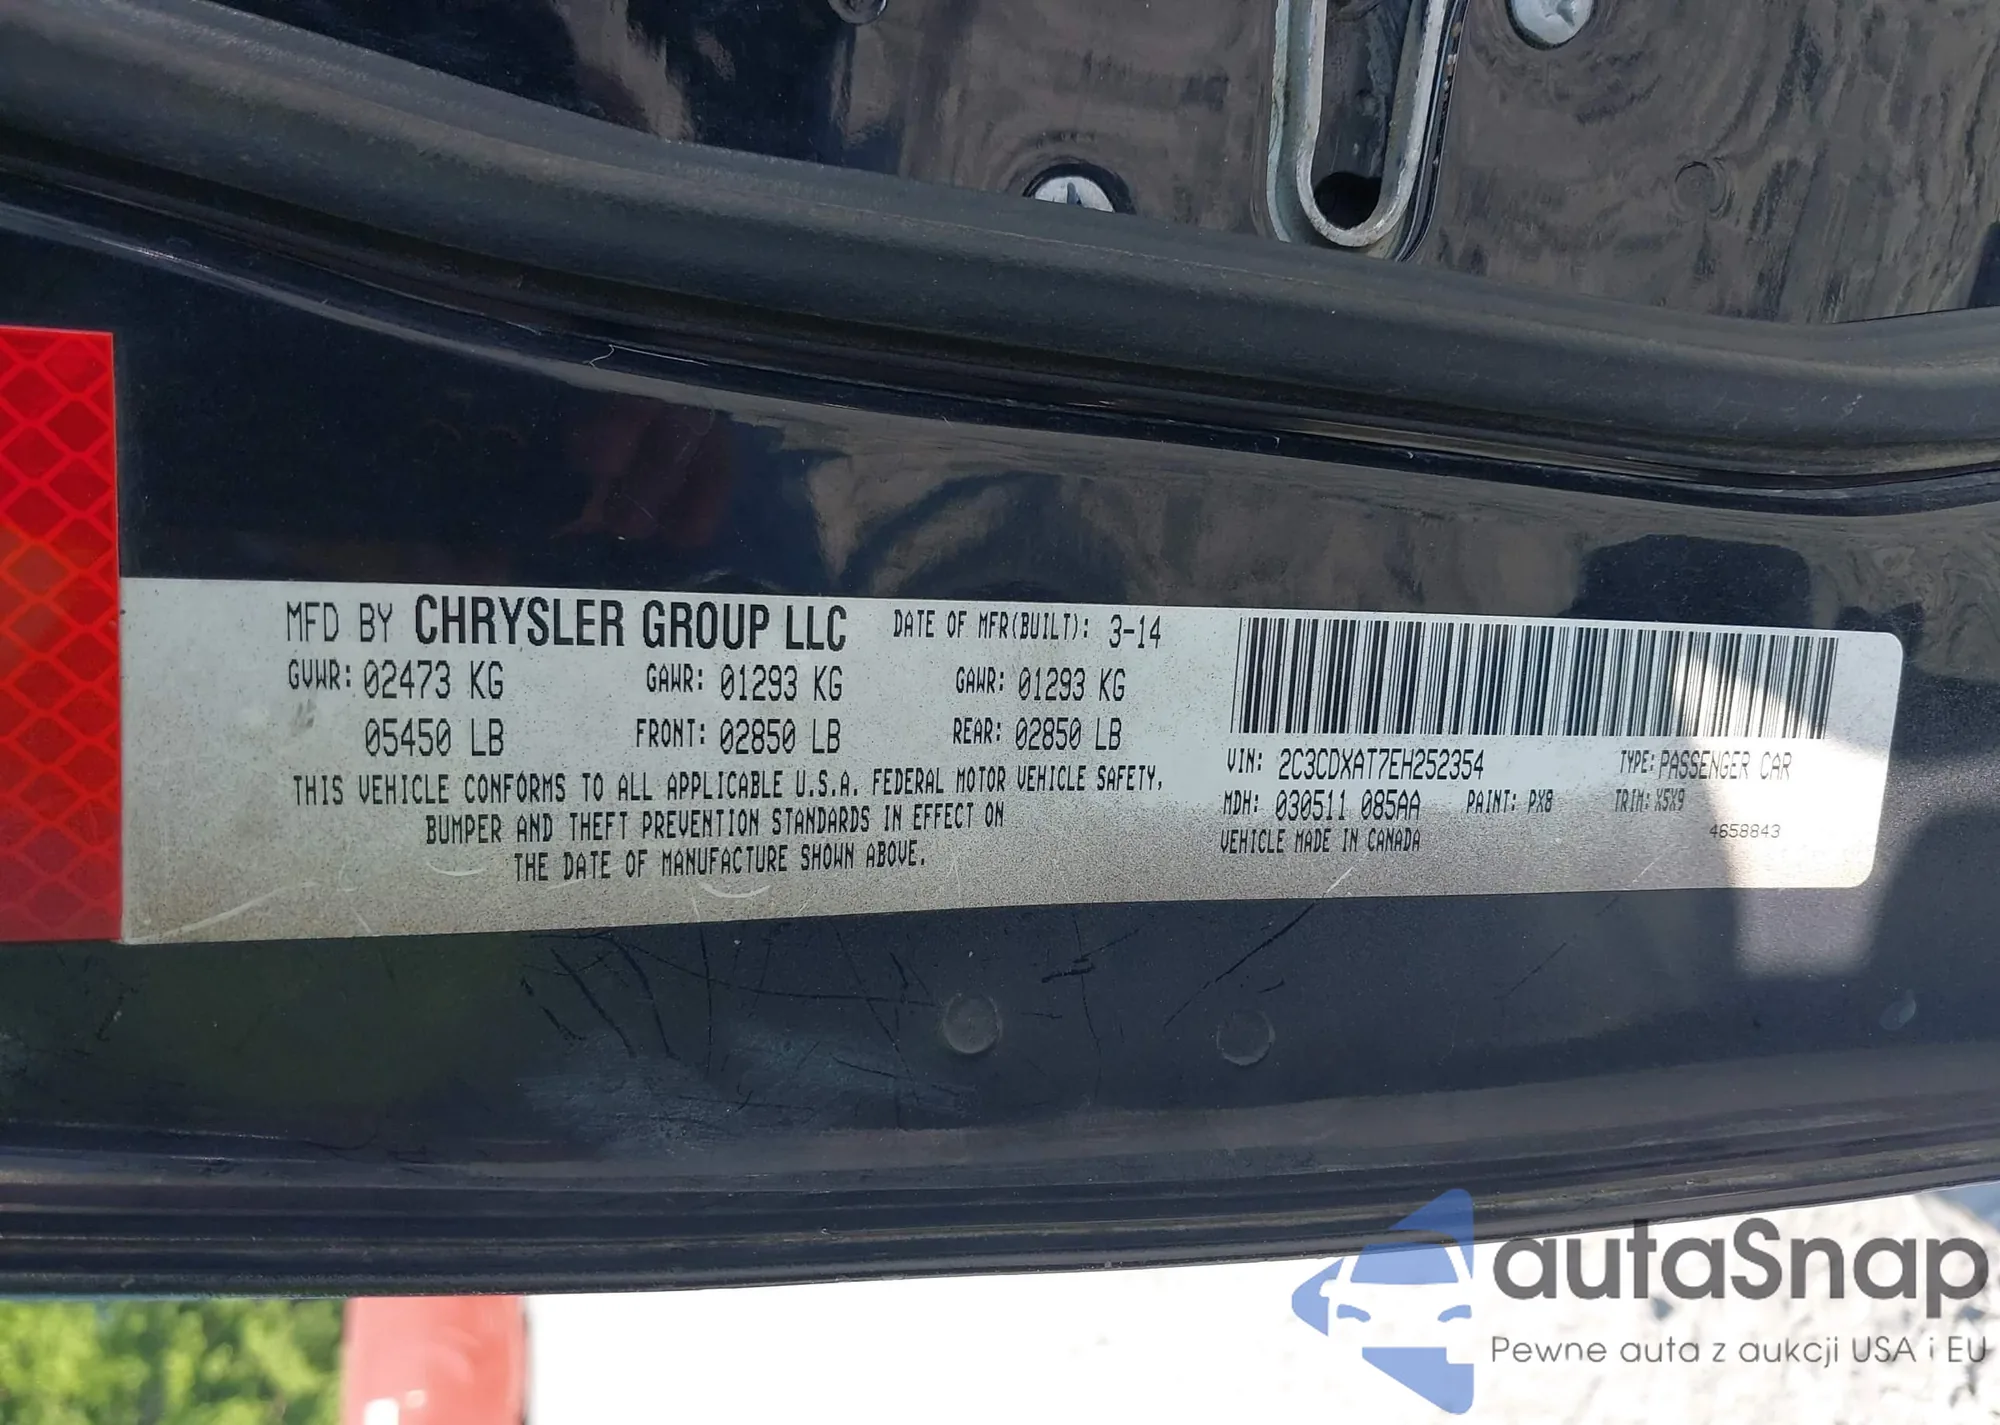 MFD BY CHRYSLER GROUP LLC DATE OF MFR(BUILT): 3-14
GVWR: 02473 KG GAWR: 01293 KG GAWR: 01293 KG
05450 LB FRONT: 02850 LB REAR: 02850 LB
THIS VEHICLE CONFORMS TO ALL APPLICABLE U.S.A. FEDERAL MOTOR VEHICLE SAFETY,
BUMPER AND THEFT PREVENTION STANDARDS IN EFFECT ON
THE DATE OF MANUFACTURE SHOWN ABOVE.
VIN: 2C3CDXAT7EH252354 TYPE: PASSENGER CAR
MDH: 030511 085AA PAINT: PX8 TRIM: X5X9
VEHICLE MADE IN CANADA 4658843
autaSnap
Pewne auta z aukcji USA i EU